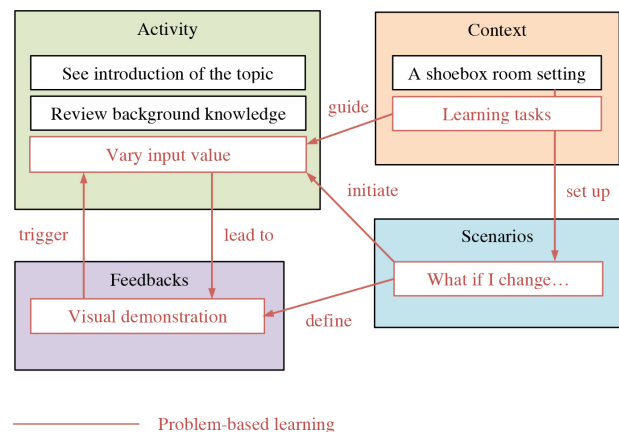 Activity
See introduction of the topic
Review background knowledge
Vary input value
Context
A shoebox room setting
Learning tasks
guide
initiate
set up
trigger
lead to
Scenarios
What if I change…
Feedbacks
Visual demonstration
define
Problem-based learning